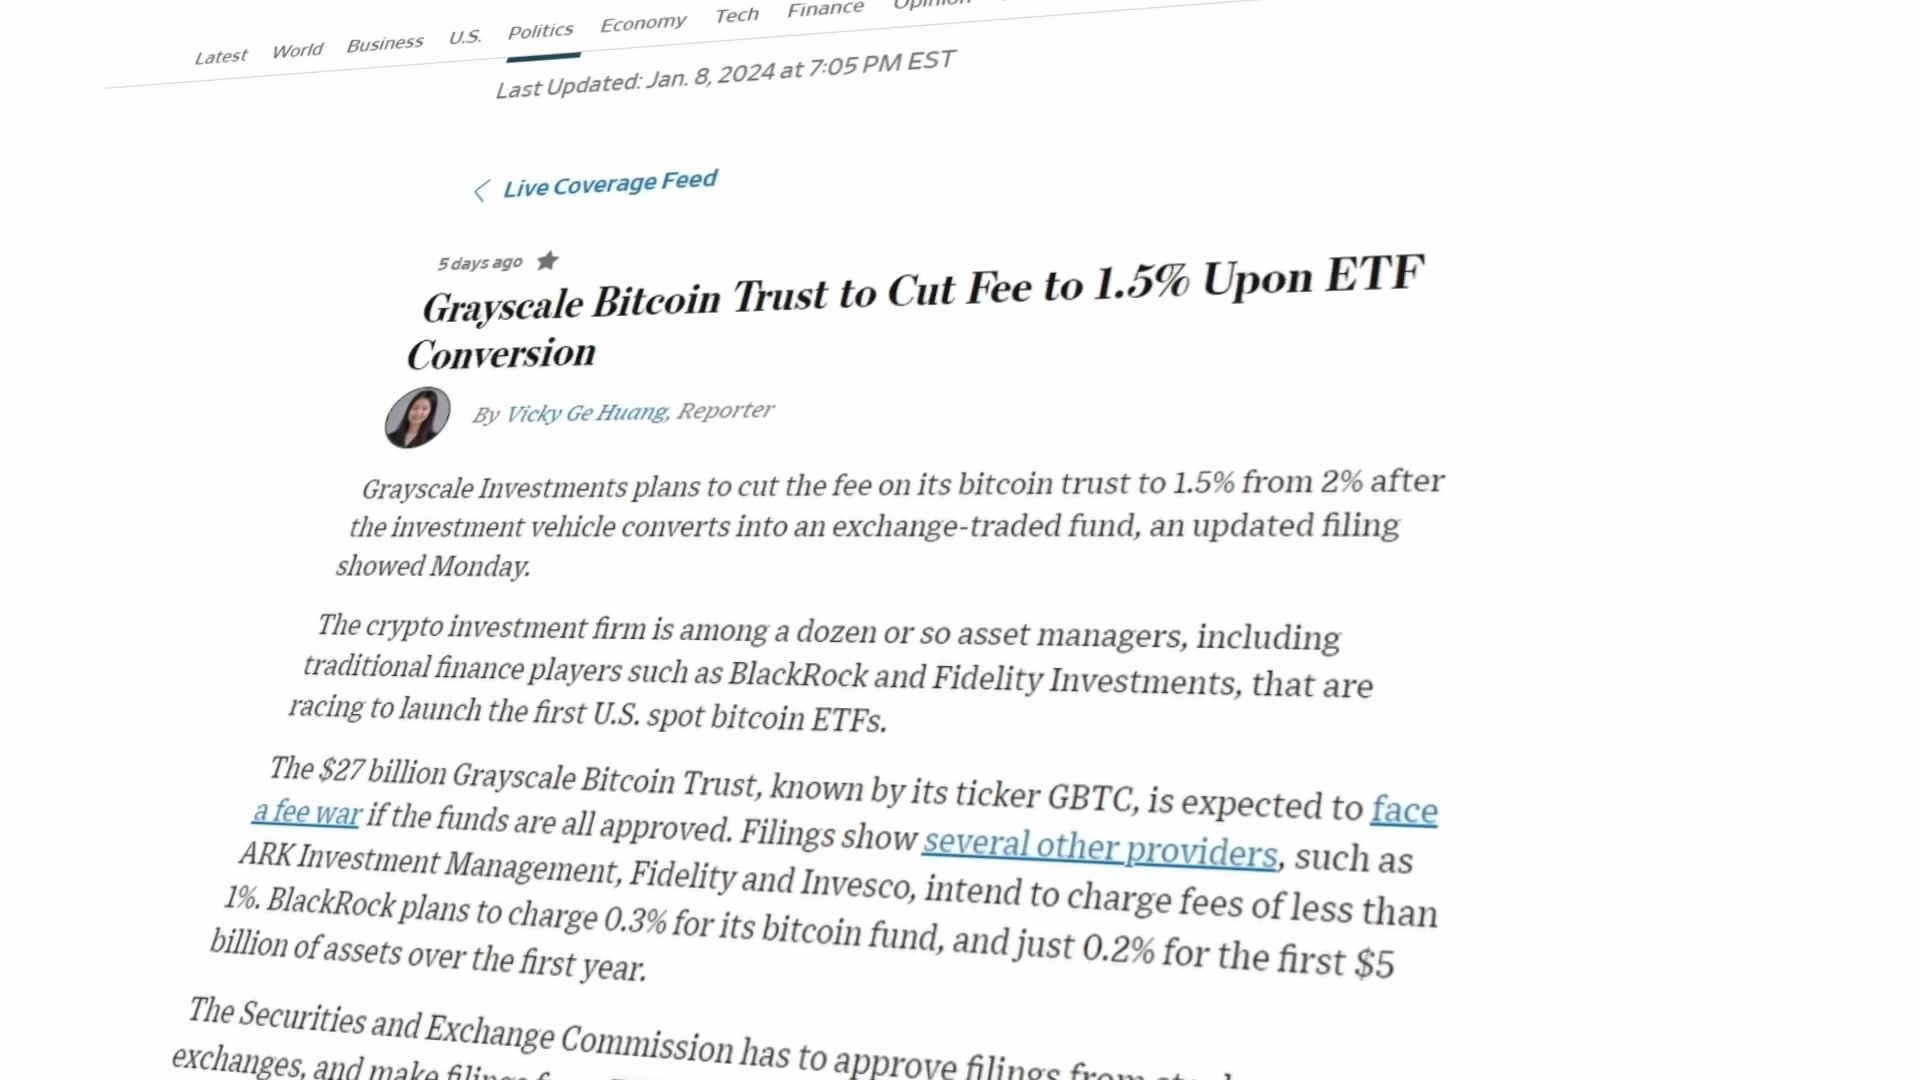 Latest World Business U.S. Politics Economy Tech Finance Opinion
Last Updated: Jan. 8, 2024 at 7:05 PM EST
Live Coverage Feed
5 days ago
Grayscale Bitcoin Trust to Cut Fee to 1.5% Upon ETF
Conversion
By Vicky Ge Huang, Reporter
Grayscale Investments plans to cut the fee on its bitcoin trust to 1.5% from 2% after
the investment vehicle converts into an exchange-traded fund, an updated filing
showed Monday.
The crypto investment firm is among a dozen or so asset managers, including
traditional finance players such as BlackRock and Fidelity Investments, that are
racing to launch the first U.S. spot bitcoin ETFs.
The $27 billion Grayscale Bitcoin Trust, known by its ticker GBTC, is expected to face
a fee war if the funds are all approved. Filings show several other providers, such as
ARK Investment Management, Fidelity and Invesco, intend to charge fees of less than
1%. BlackRock plans to charge 0.3% for its bitcoin fund, and just 0.2% for the first $5
billion of assets over the first year.
The Securities and Exchange Commission has to approve filings from
exchanges, and make filings